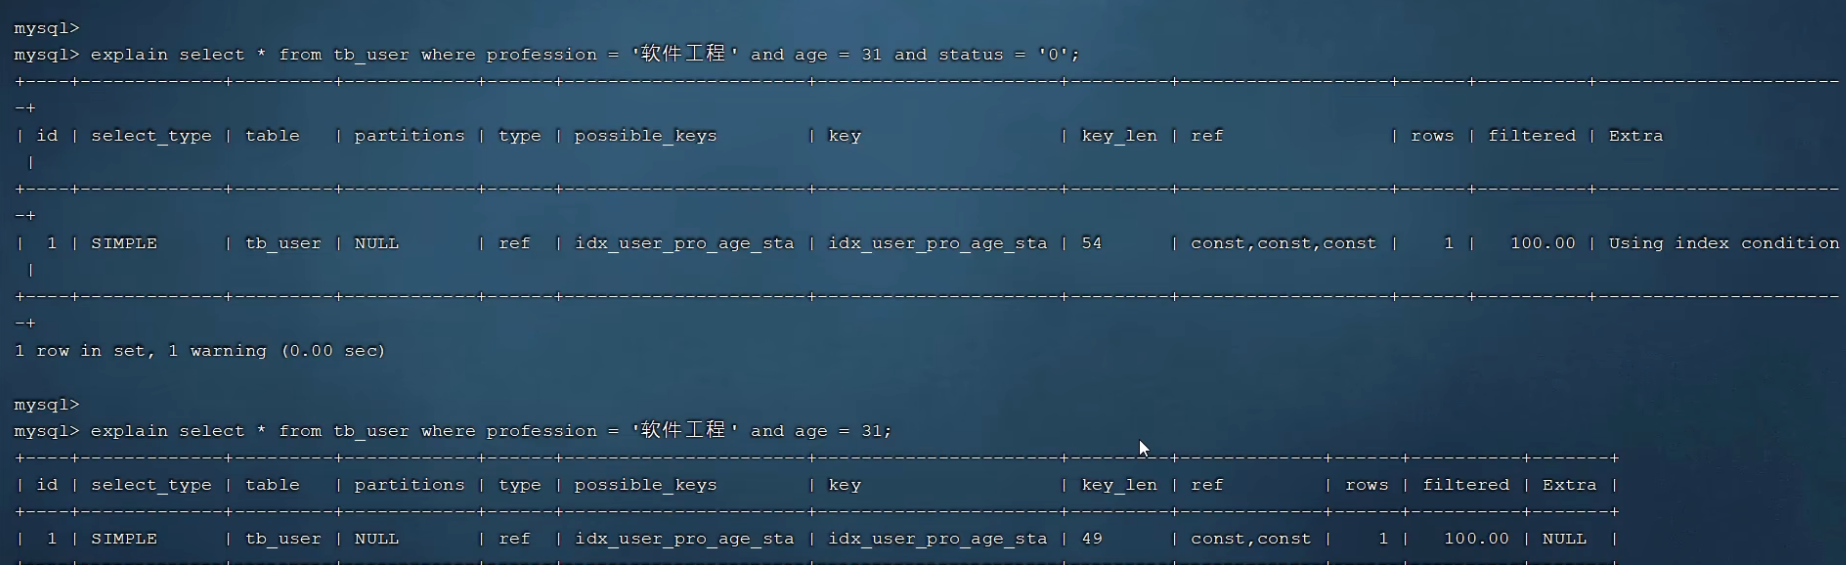 mysql>
mysql> explain select * from tb_user where profession = '软件工程' and age = 31 and status = '0';
+----+-------------+---------+------------+------+----------------------+----------------------+---------+-------------------+------+----------+----------------------
-+
| id | select_type | table   | partitions | type | possible_keys        | key                  | key_len | ref               | rows | filtered | Extra
 |
+----+-------------+---------+------------+------+----------------------+----------------------+---------+-------------------+------+----------+----------------------
-+
|  1 | SIMPLE      | tb_user | NULL       | ref  | idx_user_pro_age_sta | idx_user_pro_age_sta | 54      | const,const,const |    1 |   100.00 | Using index condition
 |
+----+-------------+---------+------------+------+----------------------+----------------------+---------+-------------------+------+----------+----------------------
-+
1 row in set, 1 warning (0.00 sec)
mysql>
mysql> explain select * from tb_user where profession = '软件工程' and age = 31;
+----+-------------+---------+------------+------+----------------------+----------------------+---------+-------------+------+----------+-------+
| id | select_type | table   | partitions | type | possible_keys        | key                  | key_len | ref         | rows | filtered | Extra |
+----+-------------+---------+------------+------+----------------------+----------------------+---------+-------------+------+----------+-------+
|  1 | SIMPLE      | tb_user | NULL       | ref  | idx_user_pro_age_sta | idx_user_pro_age_sta | 49      | const,const |    1 |   100.00 | NULL  |